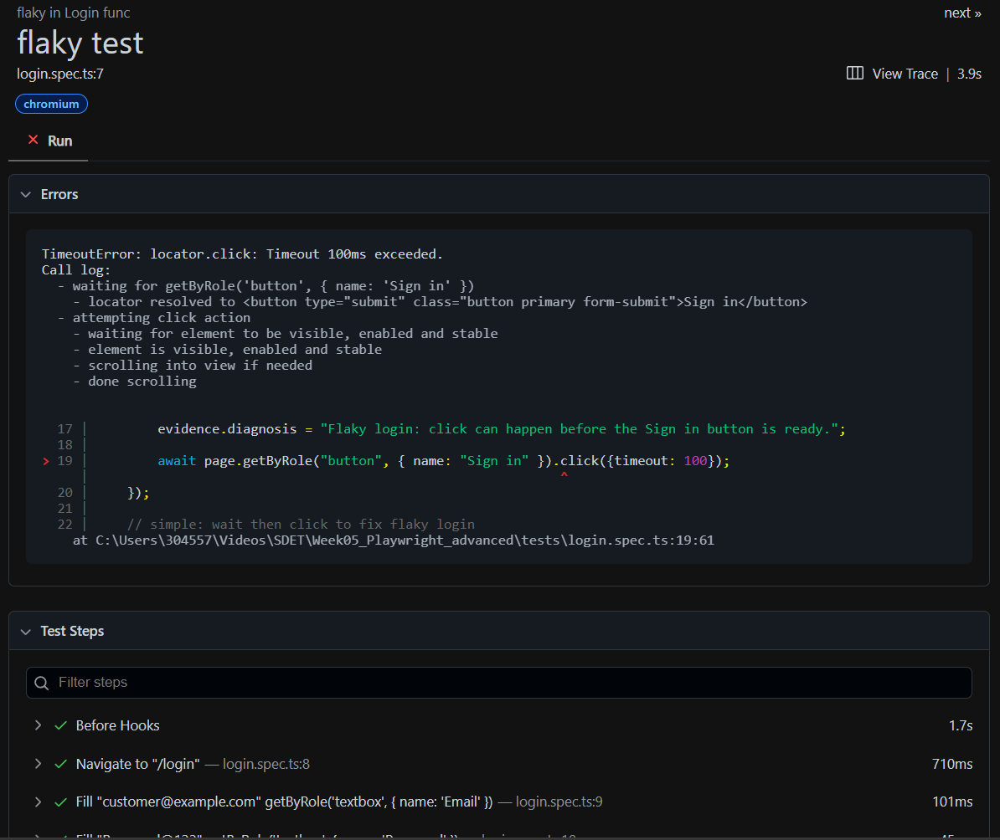 flaky in Login func
next »
flaky test
login.spec.ts:7
View Trace | 3.9s
chromium
Run
Errors
TimeoutError: locator.click: Timeout 100ms exceeded.
Call log:
- waiting for getByRole('button', { name: 'Sign in' })
- locator resolved to <button type="submit" class="button primary form-submit">Sign in</button>
- attempting click action
- waiting for element to be visible, enabled and stable
- element is visible, enabled and stable
- scrolling into view if needed
- done scrolling
17 | evidence.diagnosis = "Flaky login: click can happen before the Sign in button is ready.";
18 |
> 19 | await page.getByRole("button", { name: "Sign in" }).click({timeout: 100});
| ^
20 | });
21 |
22 | // simple: wait then click to fix flaky login
at C:\Users\304557\Videos\SDET\Week05_Playwright_advanced\tests\login.spec.ts:19:61
Test Steps
Filter steps
Before Hooks 1.7s
Navigate to "/login" — login.spec.ts:8 710ms
Fill "customer@example.com" getByRole('textbox', { name: 'Email' }) — login.spec.ts:9 101ms